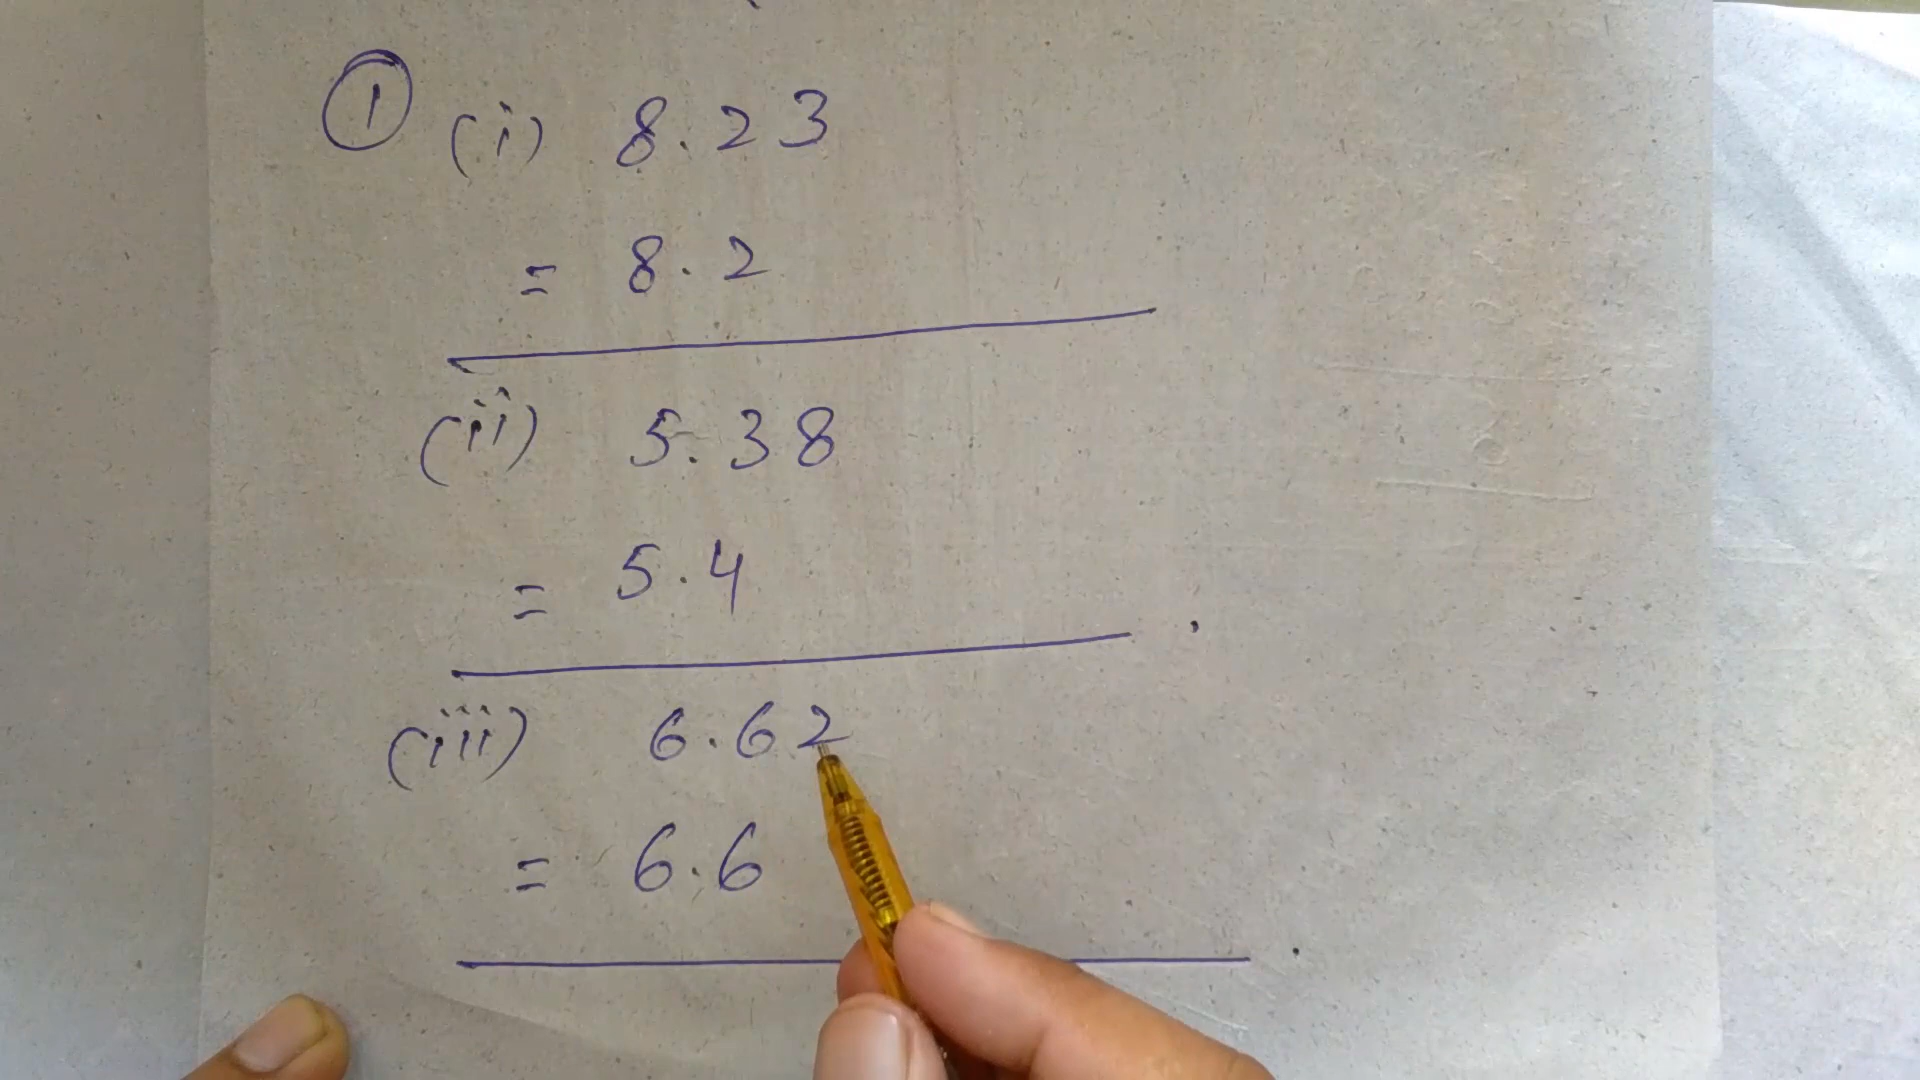 ① (i) 8.23
= 8.2
(ii) 5.38
= 5.4
(iii) 6.62
= 6.6